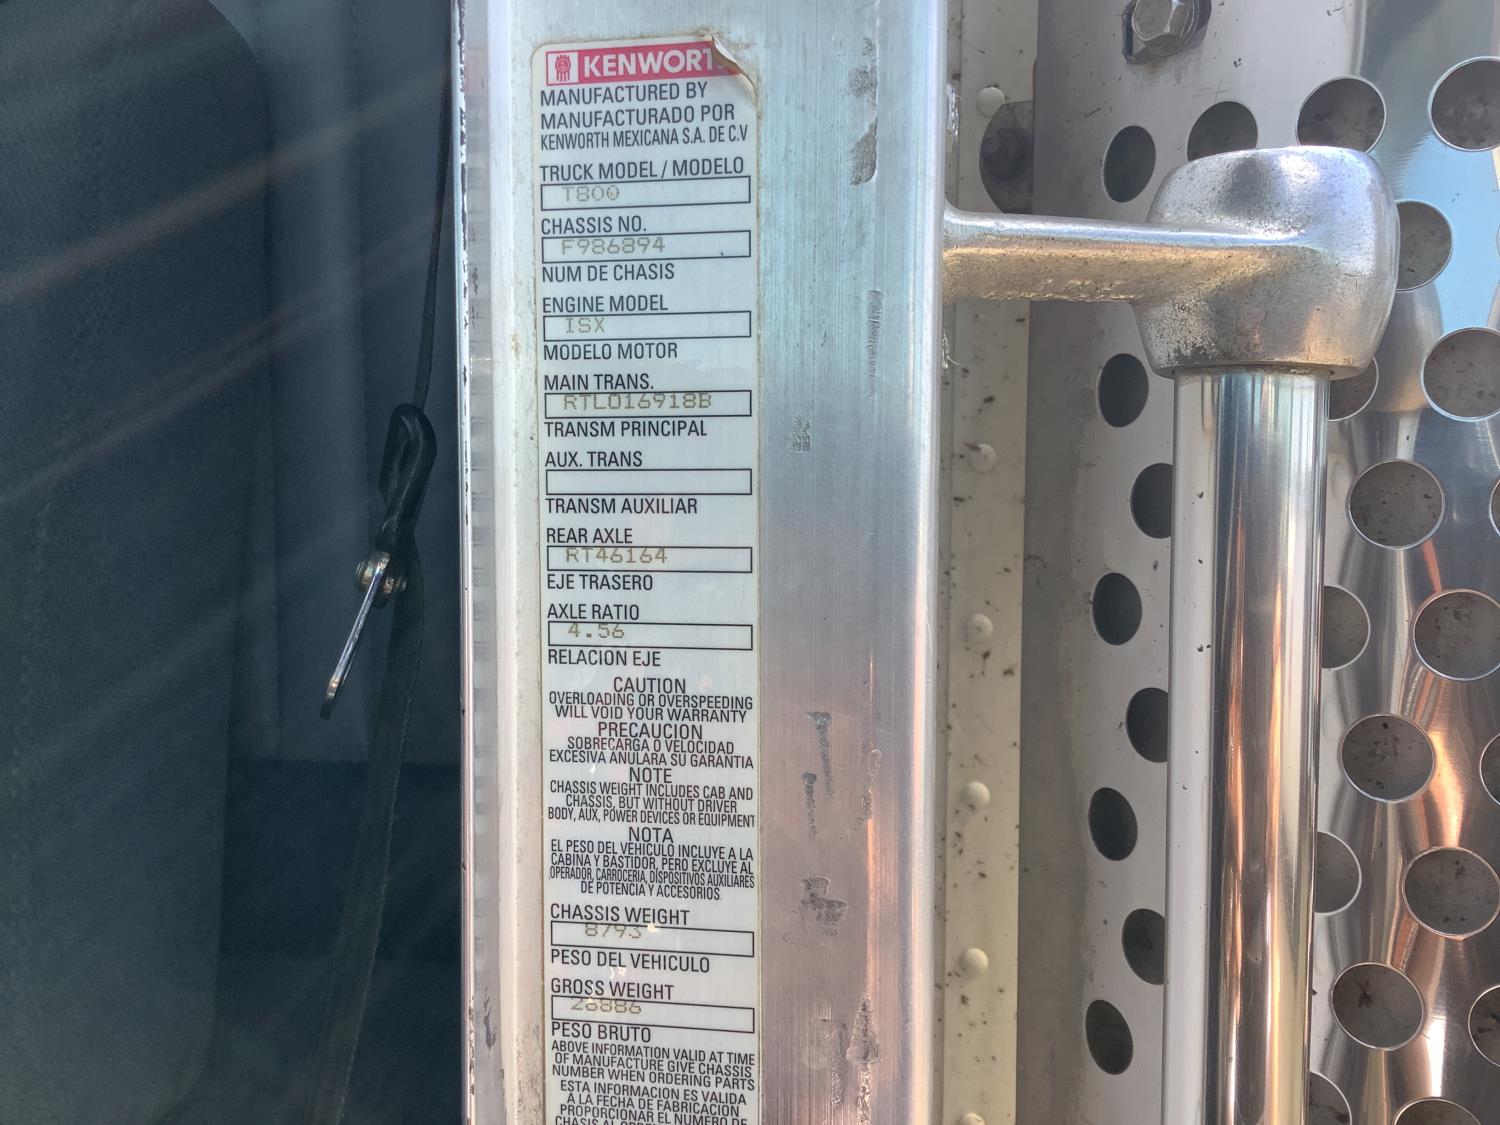 KENWORT
MANUFACTURED BY
MANUFACTURADO POR
KENWORTH MEXICANA S.A. DE C.V
TRUCK MODEL / MODELO
T800
CHASSIS NO.
F986894
NUM DE CHASIS
ENGINE MODEL
ISX
MODELO MOTOR
MAIN TRANS.
RTLO16918B
TRANSM PRINCIPAL
AUX. TRANS
TRANSM AUXILIAR
REAR AXLE
RT46164
EJE TRASERO
AXLE RATIO
4.56
RELACION EJE
CAUTION
OVERLOADING OR OVERSPEEDING
WILL VOID YOUR WARRANTY
PRECAUCION
SOBRECARGA O VELOCIDAD
EXCESIVA ANULARA SU GARANTIA
NOTE
CHASSIS WEIGHT INCLUDES CAB AND
CHASSIS, BUT WITHOUT DRIVER
BODY, AUX, POWER DEVICES OR EQUIPMENT
NOTA
EL PESO DEL VEHICULO INCLUYE A LA
CABINA Y BASTIDOR, PERO EXCLUYE AL
OPERADOR, CARROCERIA, DISPOSITIVOS AUXILIARES
DE POTENCIA Y ACCESORIOS.
CHASSIS WEIGHT
8793
PESO DEL VEHICULO
GROSS WEIGHT
26886
PESO BRUTO
ABOVE INFORMATION VALID AT TIME
OF MANUFACTURE GIVE CHASSIS
NUMBER WHEN ORDERING PARTS
ESTA INFORMACION ES VALIDA
A LA FECHA DE FABRICACION
PROPORCIONAR EL NUMERO DE
CHASIS AL